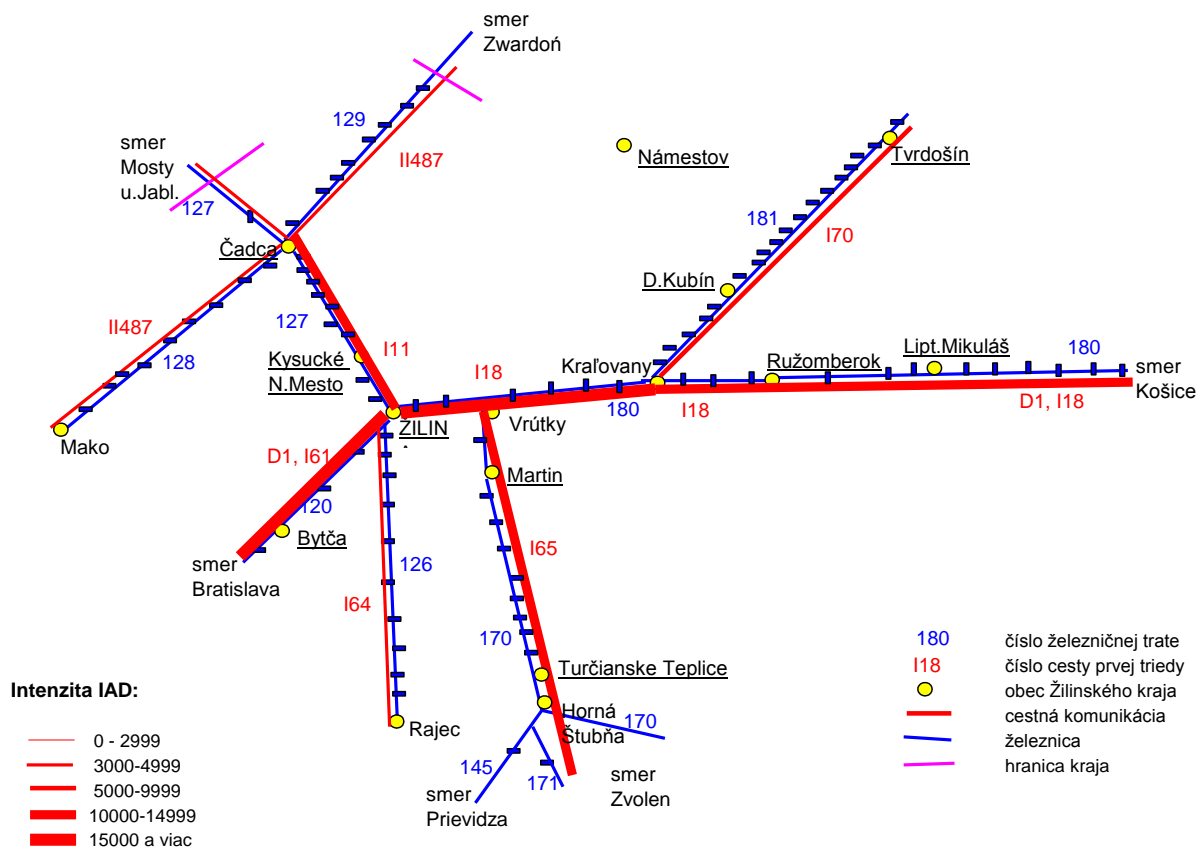 smer
Zwardoń
129
smer
Mosty
u.Jabl.
II487
Námestov
Tvrdošín
127
181
I70
Čadca
D.Kubín
II487
128
127
Kysucké
N.Mesto
I11
I18
Kraľovany
Ružomberok
Lipt.Mikuláš
180
smer
Košice
180
I18
D1, I18
Mako
ŽILIN
Vrútky
D1, I61
Martin
120
Bytča
I65
smer
Bratislava
126
I64
170
Turčianske Teplice
Rajec
Horná
Štubňa
170
145
171
smer
Prievidza
smer
Zvolen
Intenzita IAD:
0 - 2999
3000-4999
5000-9999
10000-14999
15000 a viac
180 číslo železničnej trate
I18 číslo cesty prvej triedy
obec Žilinského kraja
cestná komunikácia
železnica
hranica kraja